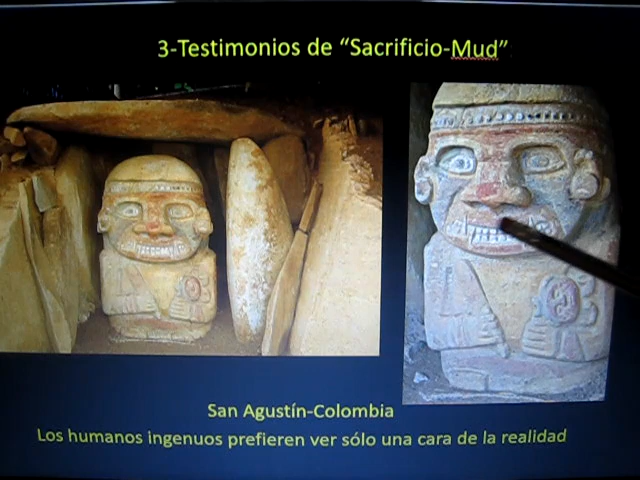 3-Testimonios de “Sacrificio-Mud”
San Agustín-Colombia
Los humanos ingenuos prefieren ver sólo una cara de la realidad